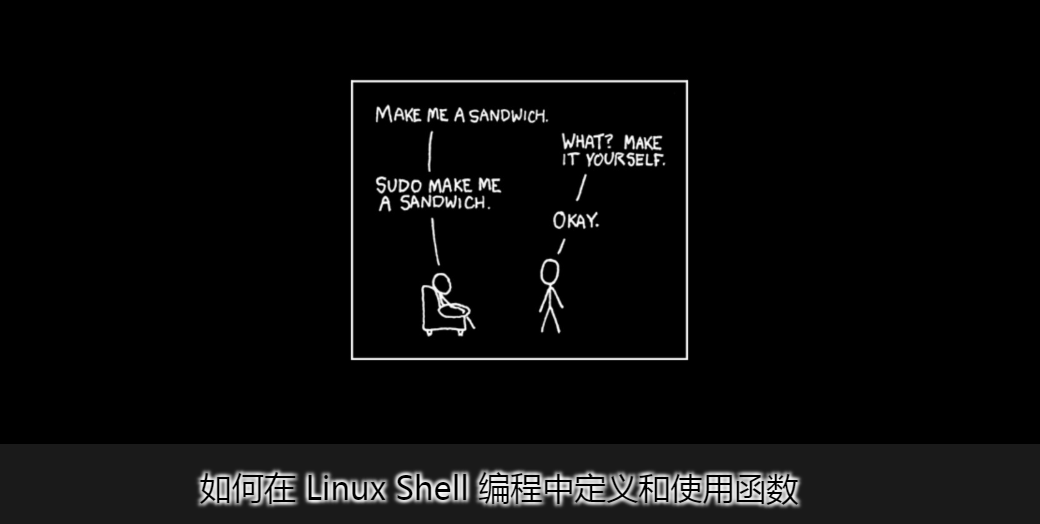 MAKE ME A SANDWICH.
WHAT? MAKE
IT YOURSELF.
SUDO MAKE ME
A SANDWICH.
OKAY.
如何在 Linux Shell 编程中定义和使用函数